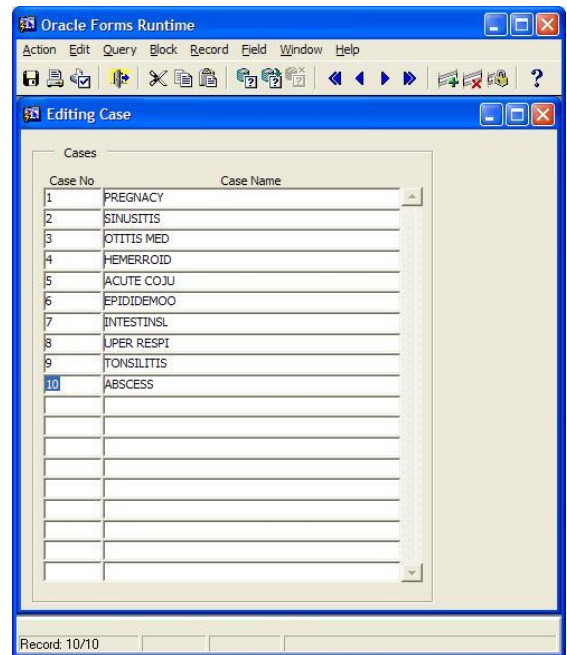 Oracle Forms Runtime
Action Edit Query Block Record Field Window Help
?
Editing Case
Cases
Case No Case Name
1 PREGNACY
2 SINUSITIS
3 OTITIS MED
4 HEMERROID
5 ACUTE COJU
6 EPIDIDEMOO
7 INTESTINSL
8 UPER RESPI
9 TONSILITIS
10 ABSCESS
Record: 10/10